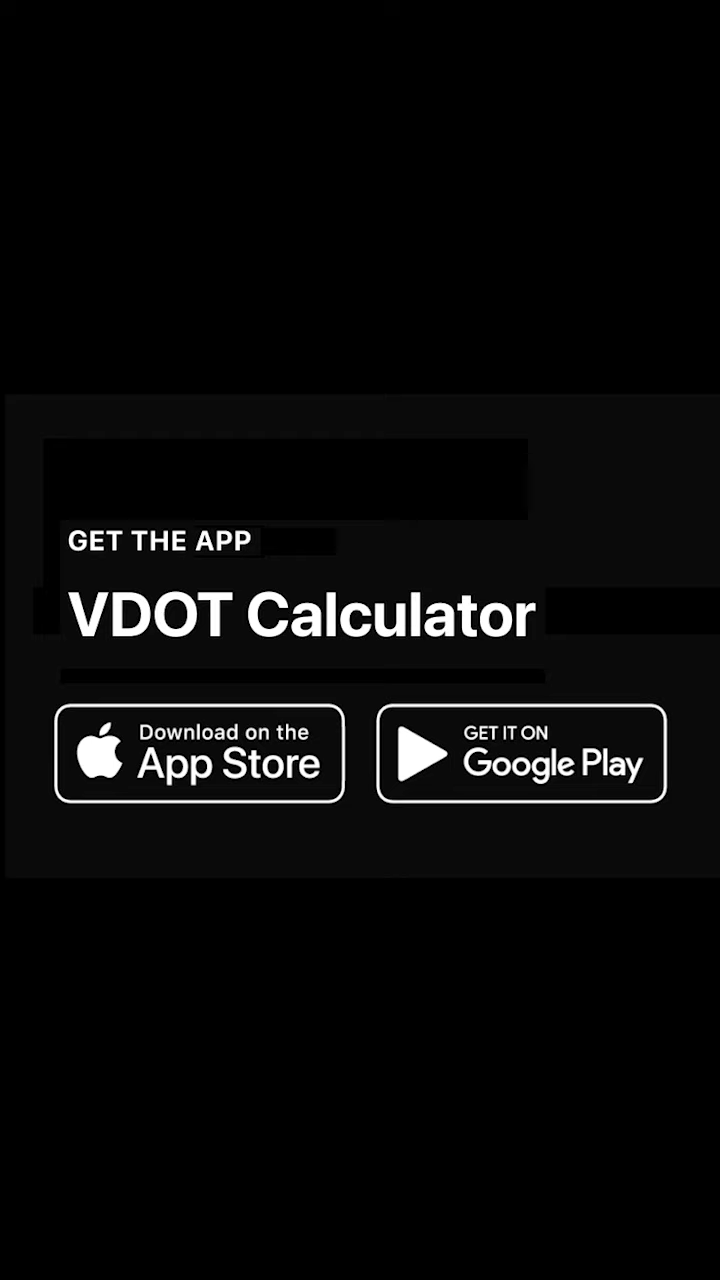 GET THE APP
VDOT Calculator
Download on the
App Store
GET IT ON
Google Play